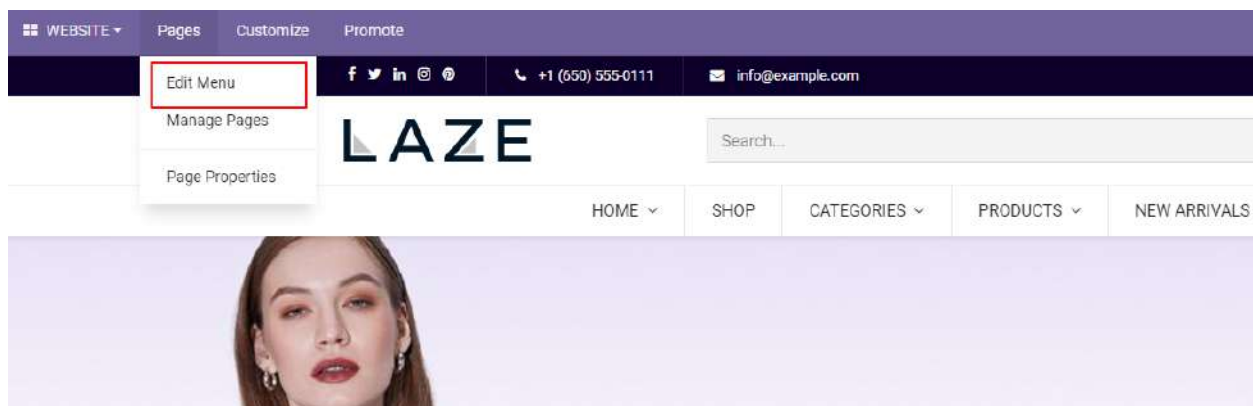 WEBSITE Pages Customize Promote
Edit Menu
+1 (650) 555-0111 info@example.com
Manage Pages
LAZE
Search...
Page Properties
HOME SHOP CATEGORIES PRODUCTS NEW ARRIVALS